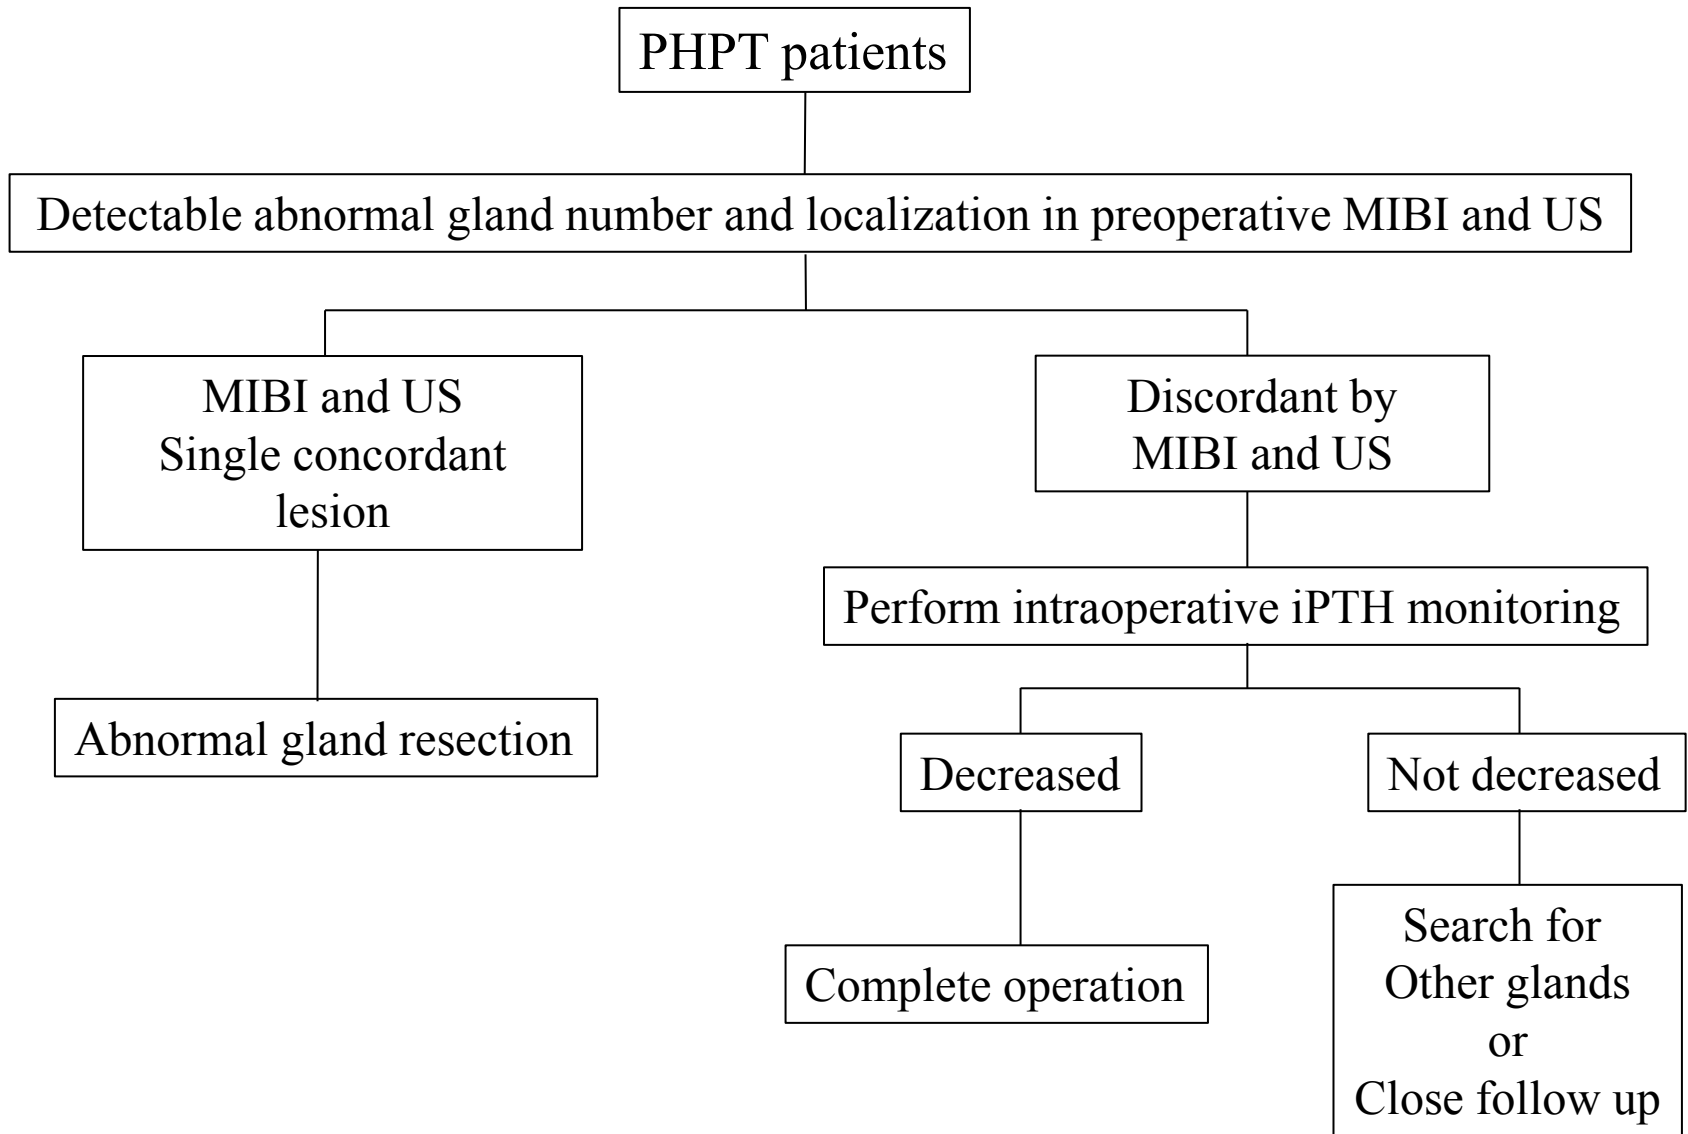 PHPT patients
Detectable abnormal gland number and localization in preoperative MIBI and US
MIBI and US
Single concordant
lesion
Discordant by
MIBI and US
Perform intraoperative iPTH monitoring
Abnormal gland resection
Decreased
Not decreased
Complete operation
Search for
Other glands
or
Close follow up